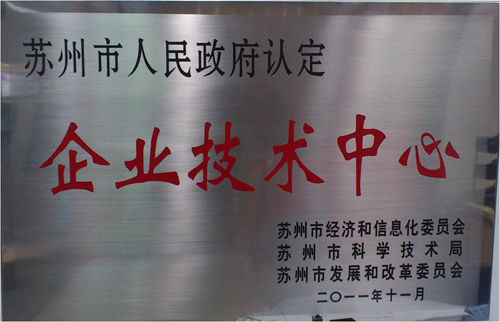 苏州市人民政府认定
企业技术中心
苏州市经济和信息化委员会
苏州市科学技术局
苏州市发展和改革委员会
二〇一一年十一月